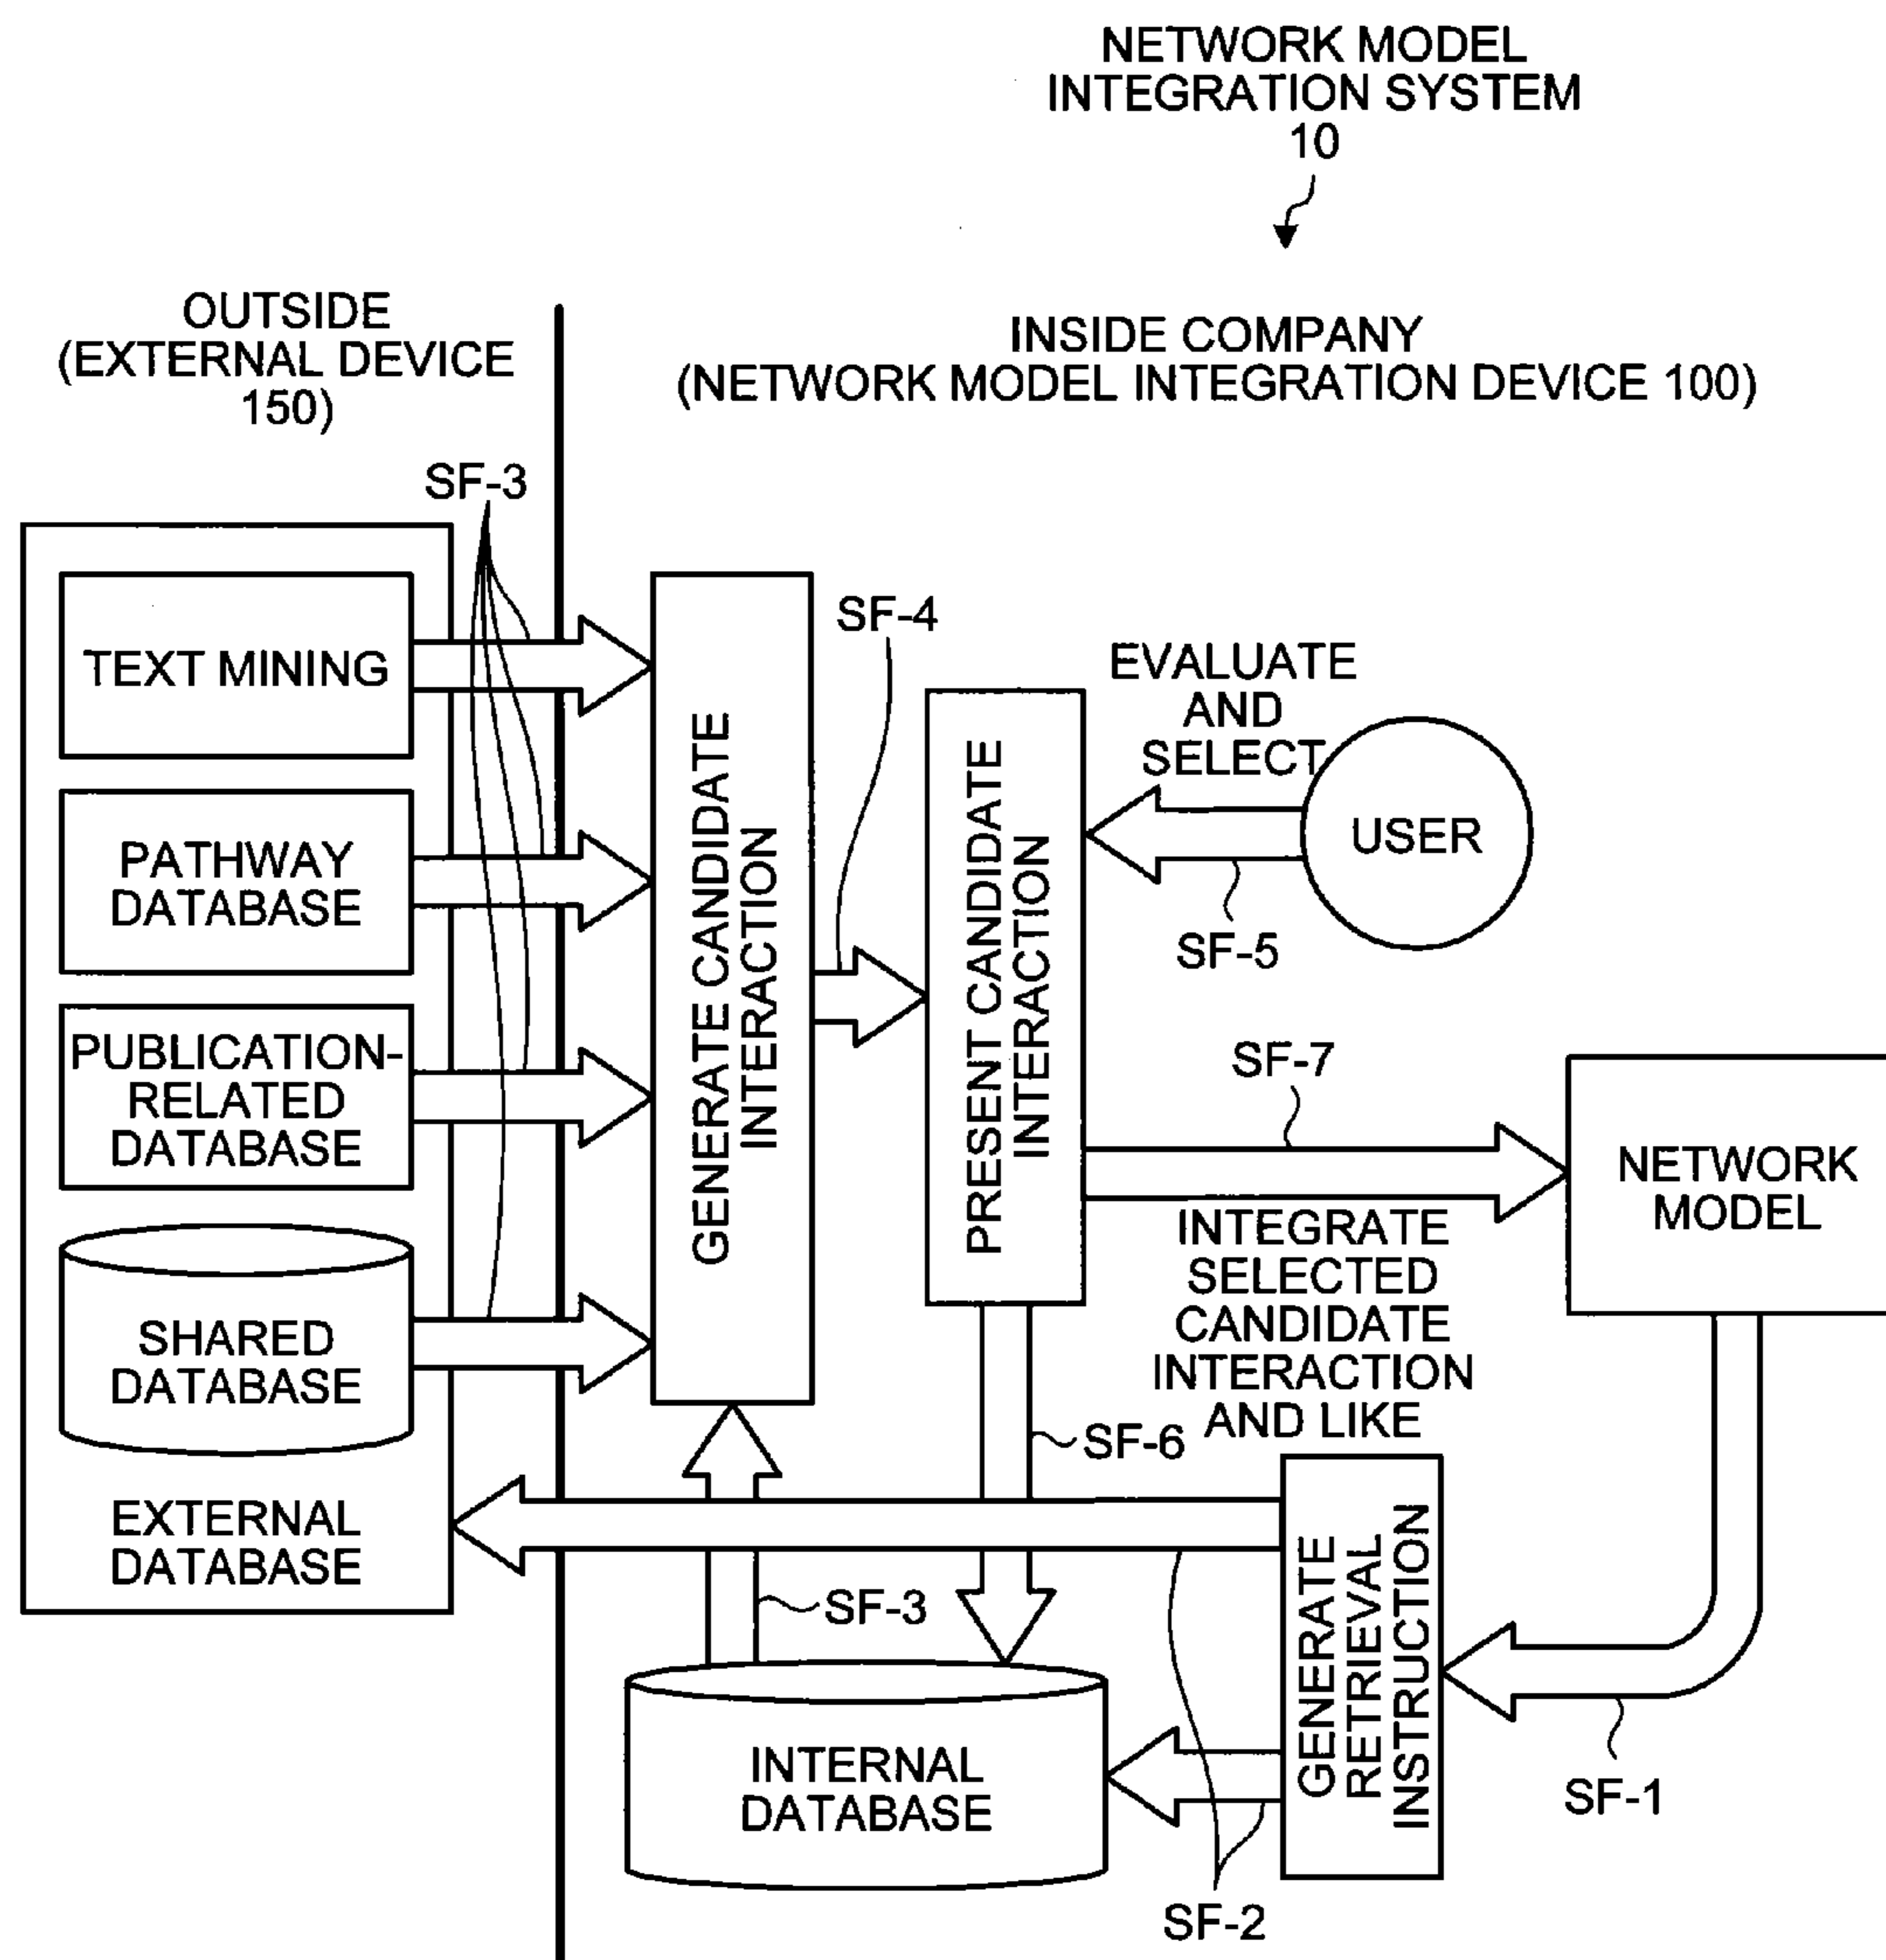 NETWORK MODEL
INTEGRATION SYSTEM
10
OUTSIDE
(EXTERNAL DEVICE
150)
INSIDE COMPANY
(NETWORK MODEL INTEGRATION DEVICE 100)
SF-3
TEXT MINING
PATHWAY
DATABASE
PUBLICATION-
RELATED
DATABASE
SHARED
DATABASE
EXTERNAL
DATABASE
GENERATE CANDIDATE
INTERACTION
SF-4
PRESENT CANDIDATE
INTERACTION
EVALUATE
AND
SELECT
USER
SF-5
SF-7
INTEGRATE
SELECTED
CANDIDATE
INTERACTION
AND LIKE
NETWORK
MODEL
SF-6
SF-3
INTERNAL
DATABASE
GENERATE
RETRIEVAL
INSTRUCTION
SF-1
SF-2